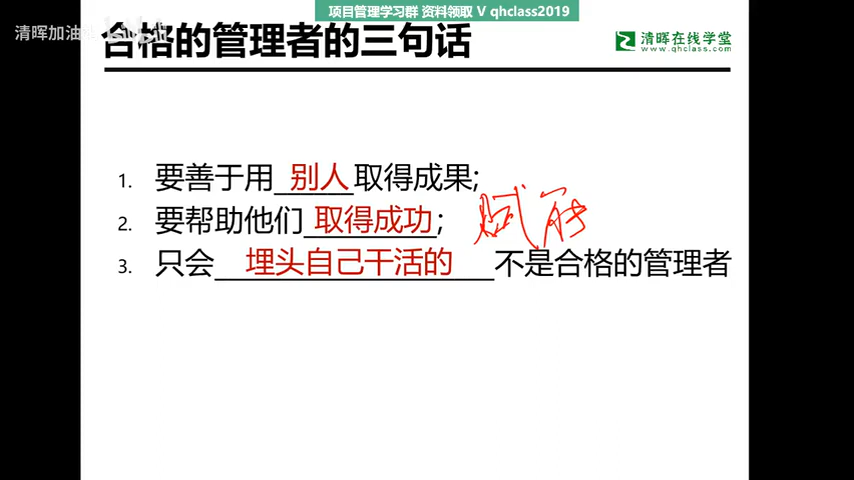 项目管理学习群 资料领取 V qhclass2019
清晖加油
合格的管理者的三句话
清晖在线学堂
www.qhclass.com
1. 要善于用 别人 取得成果;
2. 要帮助他们 取得成功 ;
3. 只会 埋头自己干活的 不是合格的管理者